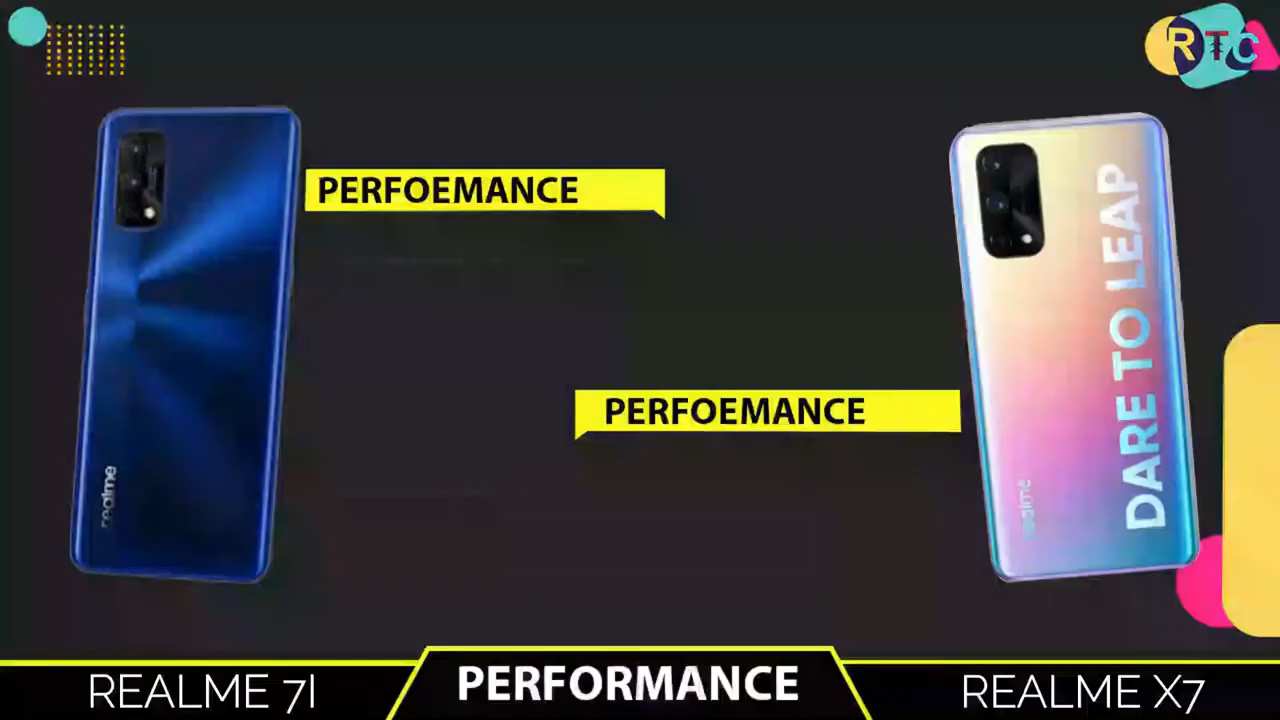 RTC
PERFOEMANCE
PERFOEMANCE
DARE TO LEAP
realme
realme
REALME 7I
PERFORMANCE
REALME X7